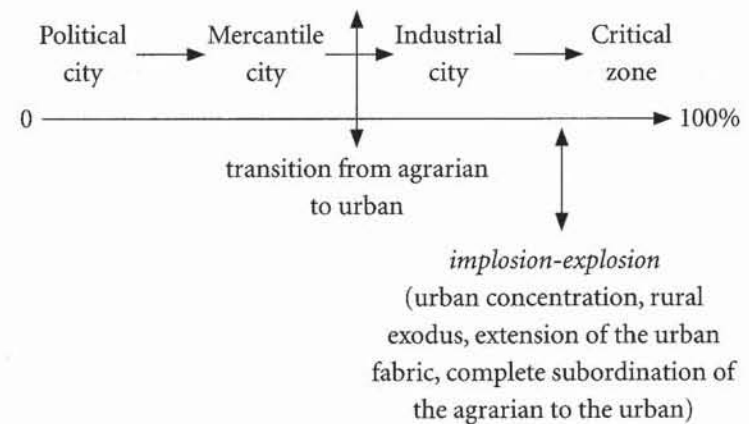 Political city
Mercantile city
Industrial city
Critical zone
0
100%
transition from agrarian
to urban
implosion-explosion
(urban concentration, rural
exodus, extension of the urban
fabric, complete subordination of
the agrarian to the urban)